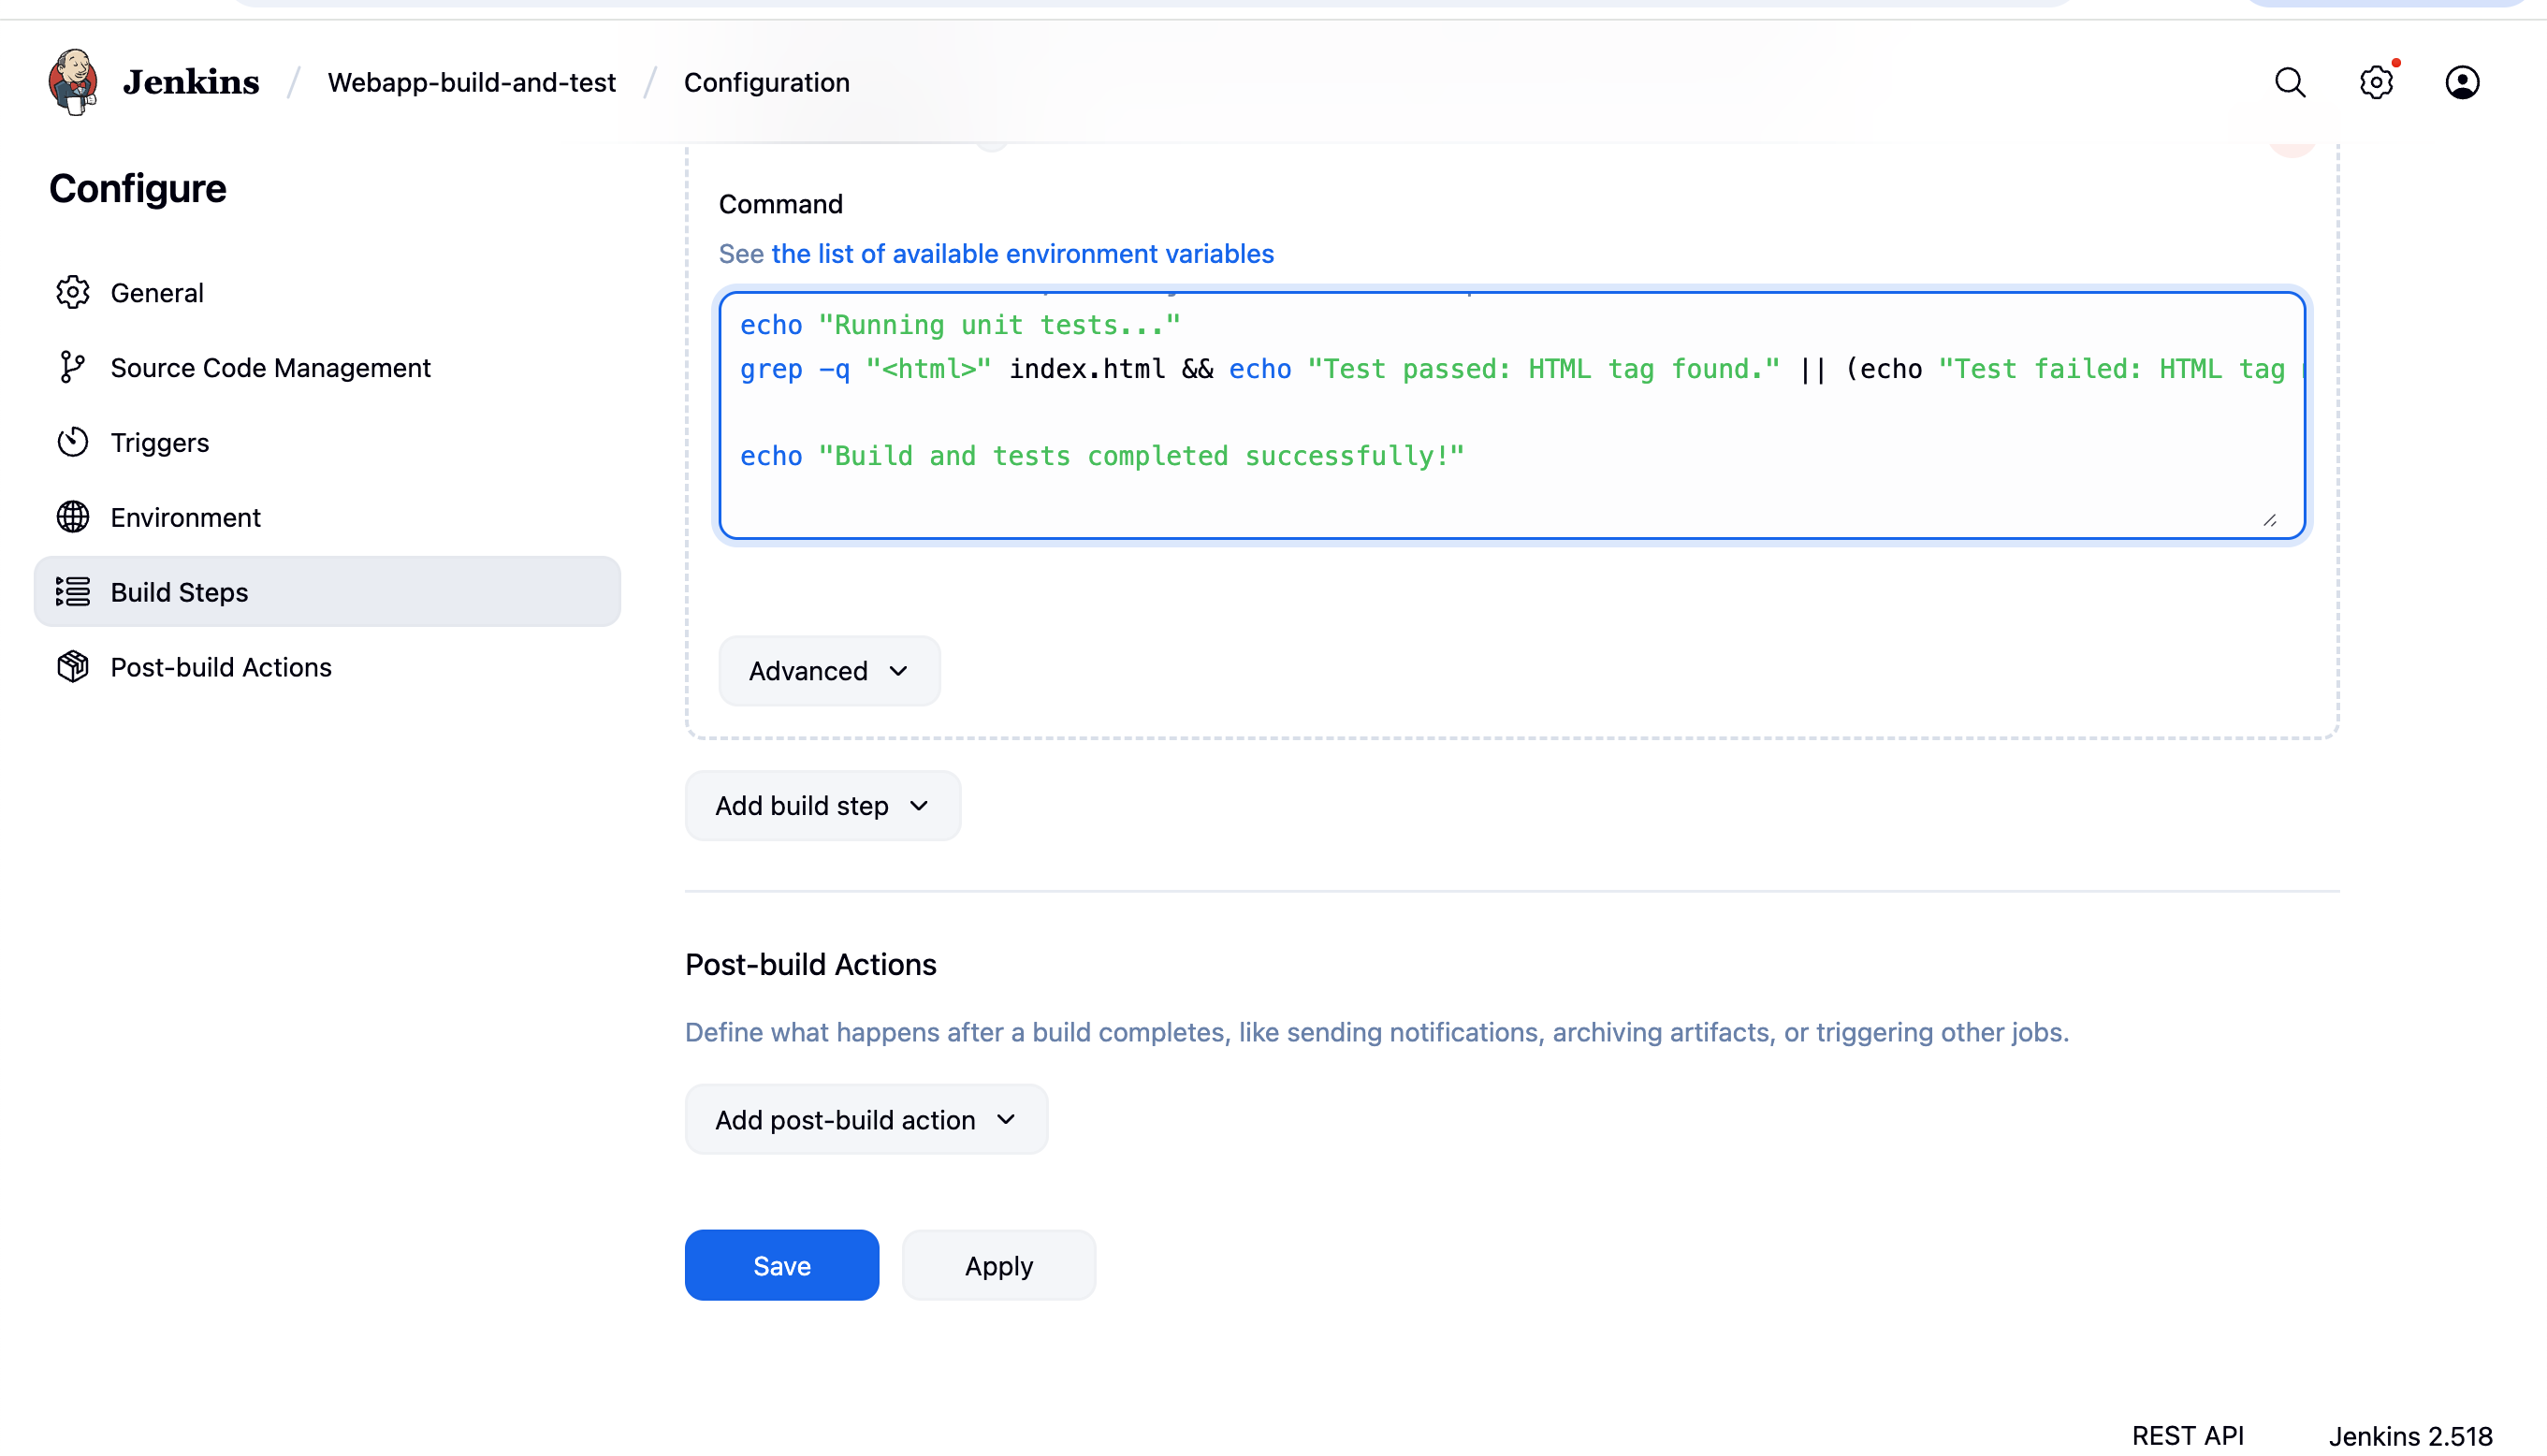 Jenkins / Webapp-build-and-test / Configuration
Configure
General
Source Code Management
Triggers
Environment
Build Steps
Post-build Actions
Command
See the list of available environment variables
echo "Running unit tests..."
grep -q "<html>" index.html && echo "Test passed: HTML tag found." || (echo "Test failed: HTML tag
echo "Build and tests completed successfully!"
Advanced
Add build step
Post-build Actions
Define what happens after a build completes, like sending notifications, archiving artifacts, or triggering other jobs.
Add post-build action
Save
Apply
REST API
Jenkins 2.518